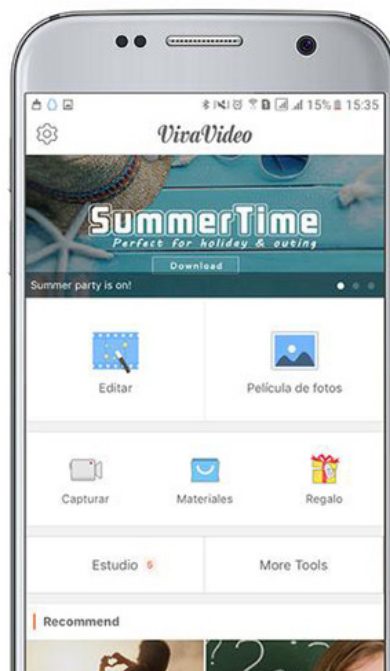 15% 15:35
VivaVideo
SummerTime
Perfect for holiday & outing
Download
Summer party is on!
Editar
Película de fotos
Capturar
Materiales
Regalo
Estudio 5
More Tools
Recommend